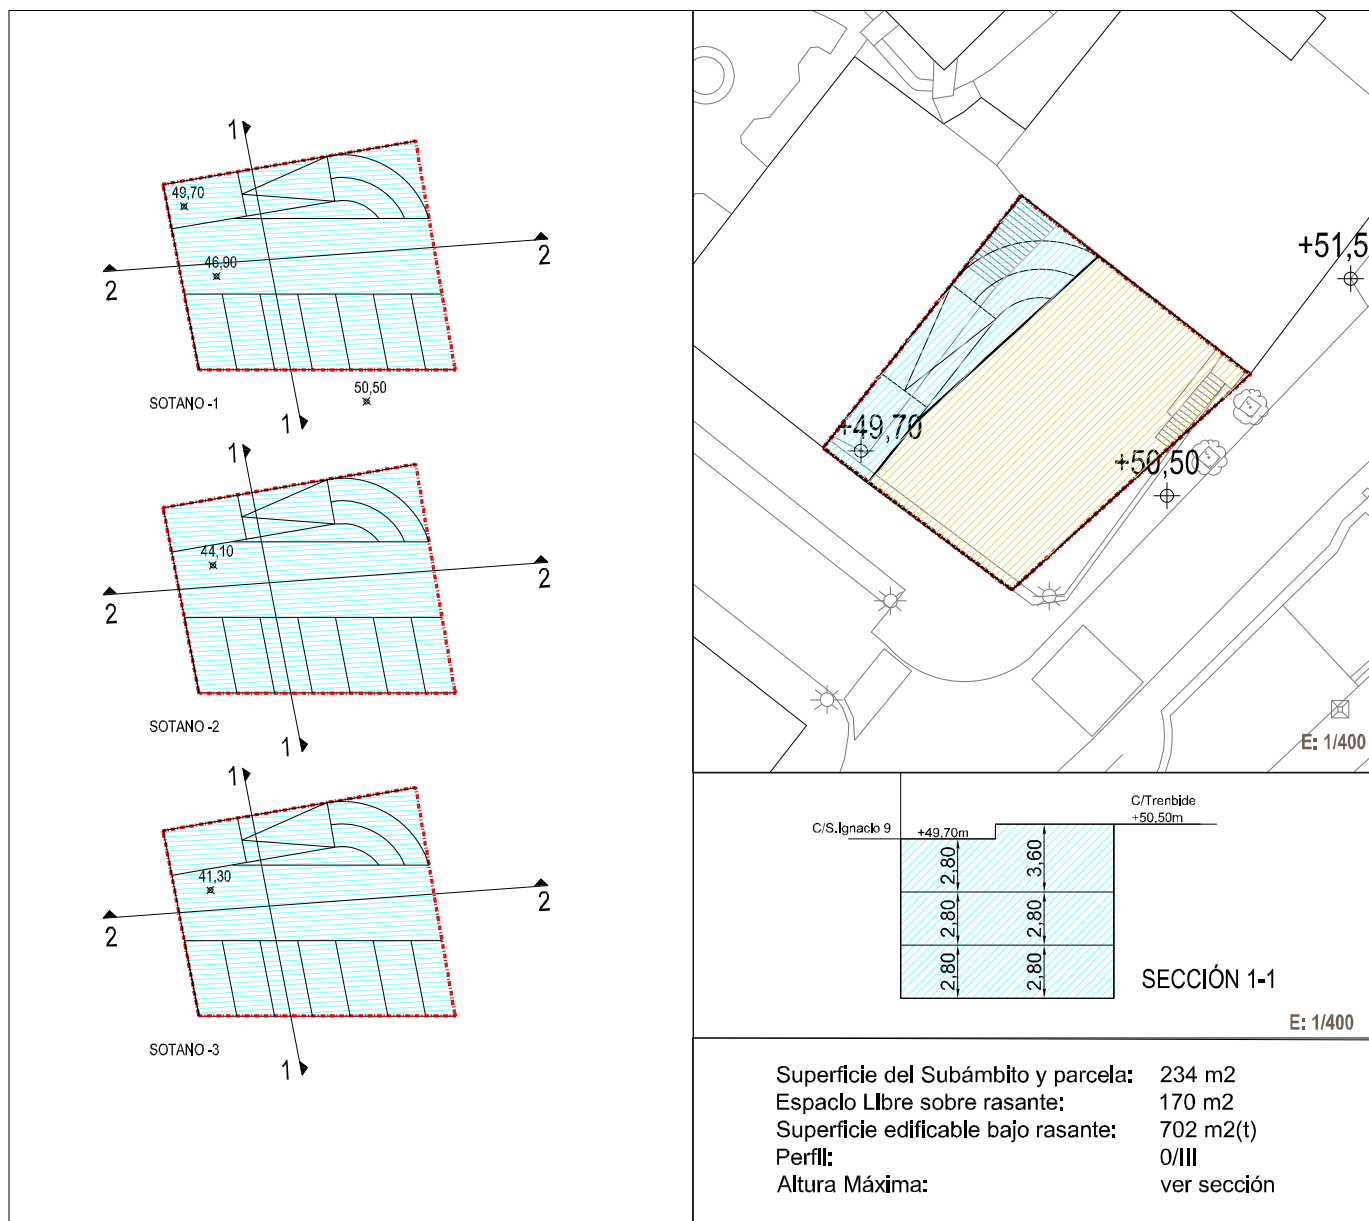 1
49,70
46,90
2
2
50,50
SOTANO -1
1
1
44,10
2
2
SOTANO -2
1
1
41,30
2
2
SOTANO -3
1
+51,5
+49,70
+50,50
E: 1/400
C/Trenbide
+50,50m
C/S.Ignacio 9
+49,70m
2,80
3,60
2,80
2,80
2,80
2,80
SECCIÓN 1-1
E: 1/400
Superficie del Subámbito y parcela: 234 m2
Espacio Libre sobre rasante: 170 m2
Superficie edificable bajo rasante: 702 m2(t)
Perfil: 0/III
Altura Máxima: ver sección